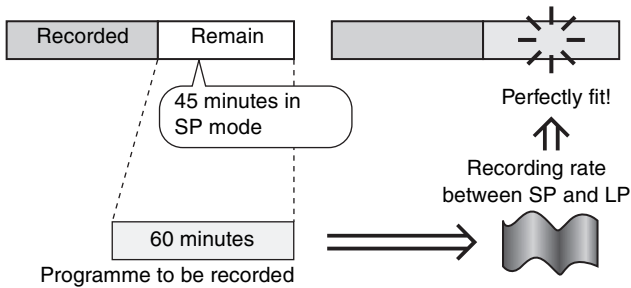 Recorded
Remain
45 minutes in
SP mode
Perfectly fit!
Recording rate
between SP and LP
60 minutes
Programme to be recorded